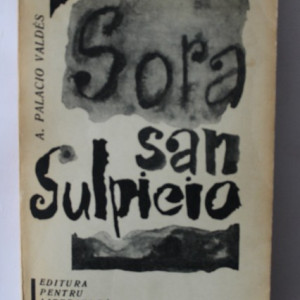 A. PALACIO VALDÉS
Sora
san
Sulpicio
EDITURA
PENTRU